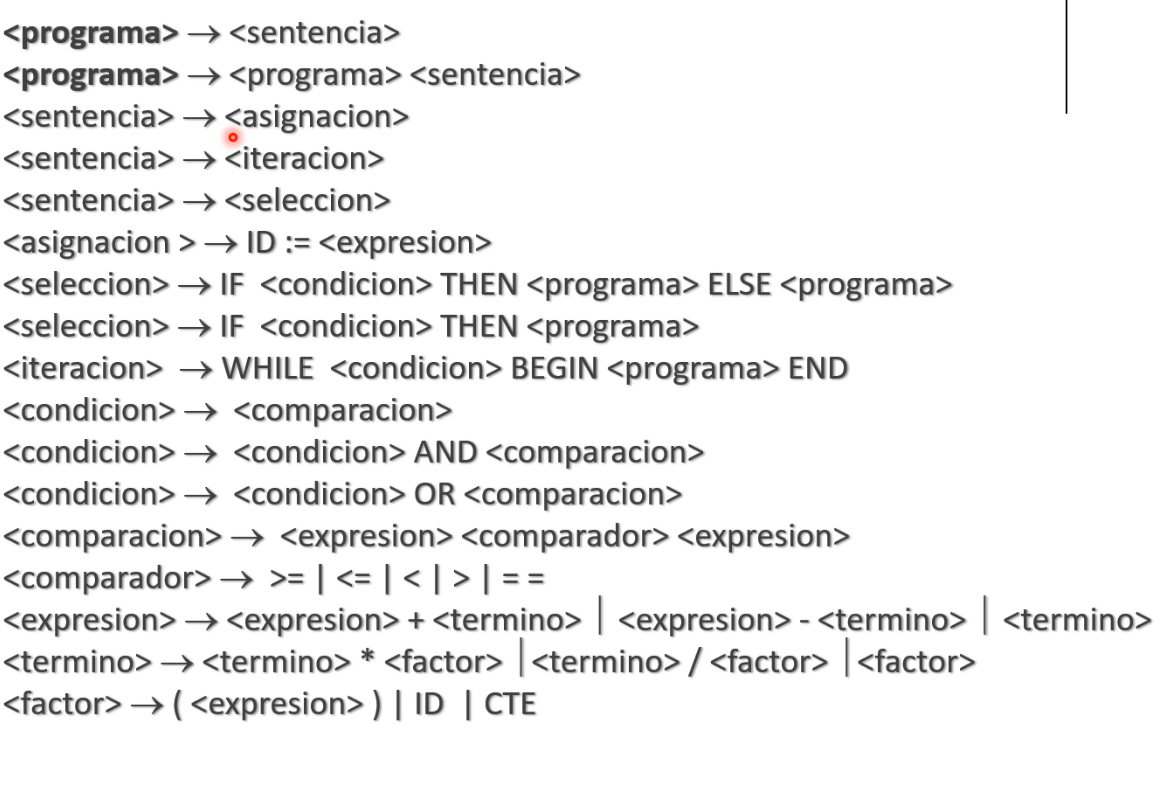 <programa> → <sentencia>
<programa> → <programa> <sentencia>
<sentencia> → <asignacion>
<sentencia> → <iteracion>
<sentencia> → <seleccion>
<asignacion > → ID := <expresion>
<seleccion> → IF <condicion> THEN <programa> ELSE <programa>
<seleccion> → IF <condicion> THEN <programa>
<iteracion> → WHILE <condicion> BEGIN <programa> END
<condicion> → <comparacion>
<condicion> → <condicion> AND <comparacion>
<condicion> → <condicion> OR <comparacion>
<comparacion> → <expresion> <comparador> <expresion>
<comparador> → >= | <= | < | > | = =
<expresion> → <expresion> + <termino> | <expresion> - <termino> | <termino>
<termino> → <termino> * <factor> | <termino> / <factor> | <factor>
<factor> → ( <expresion> ) | ID | CTE